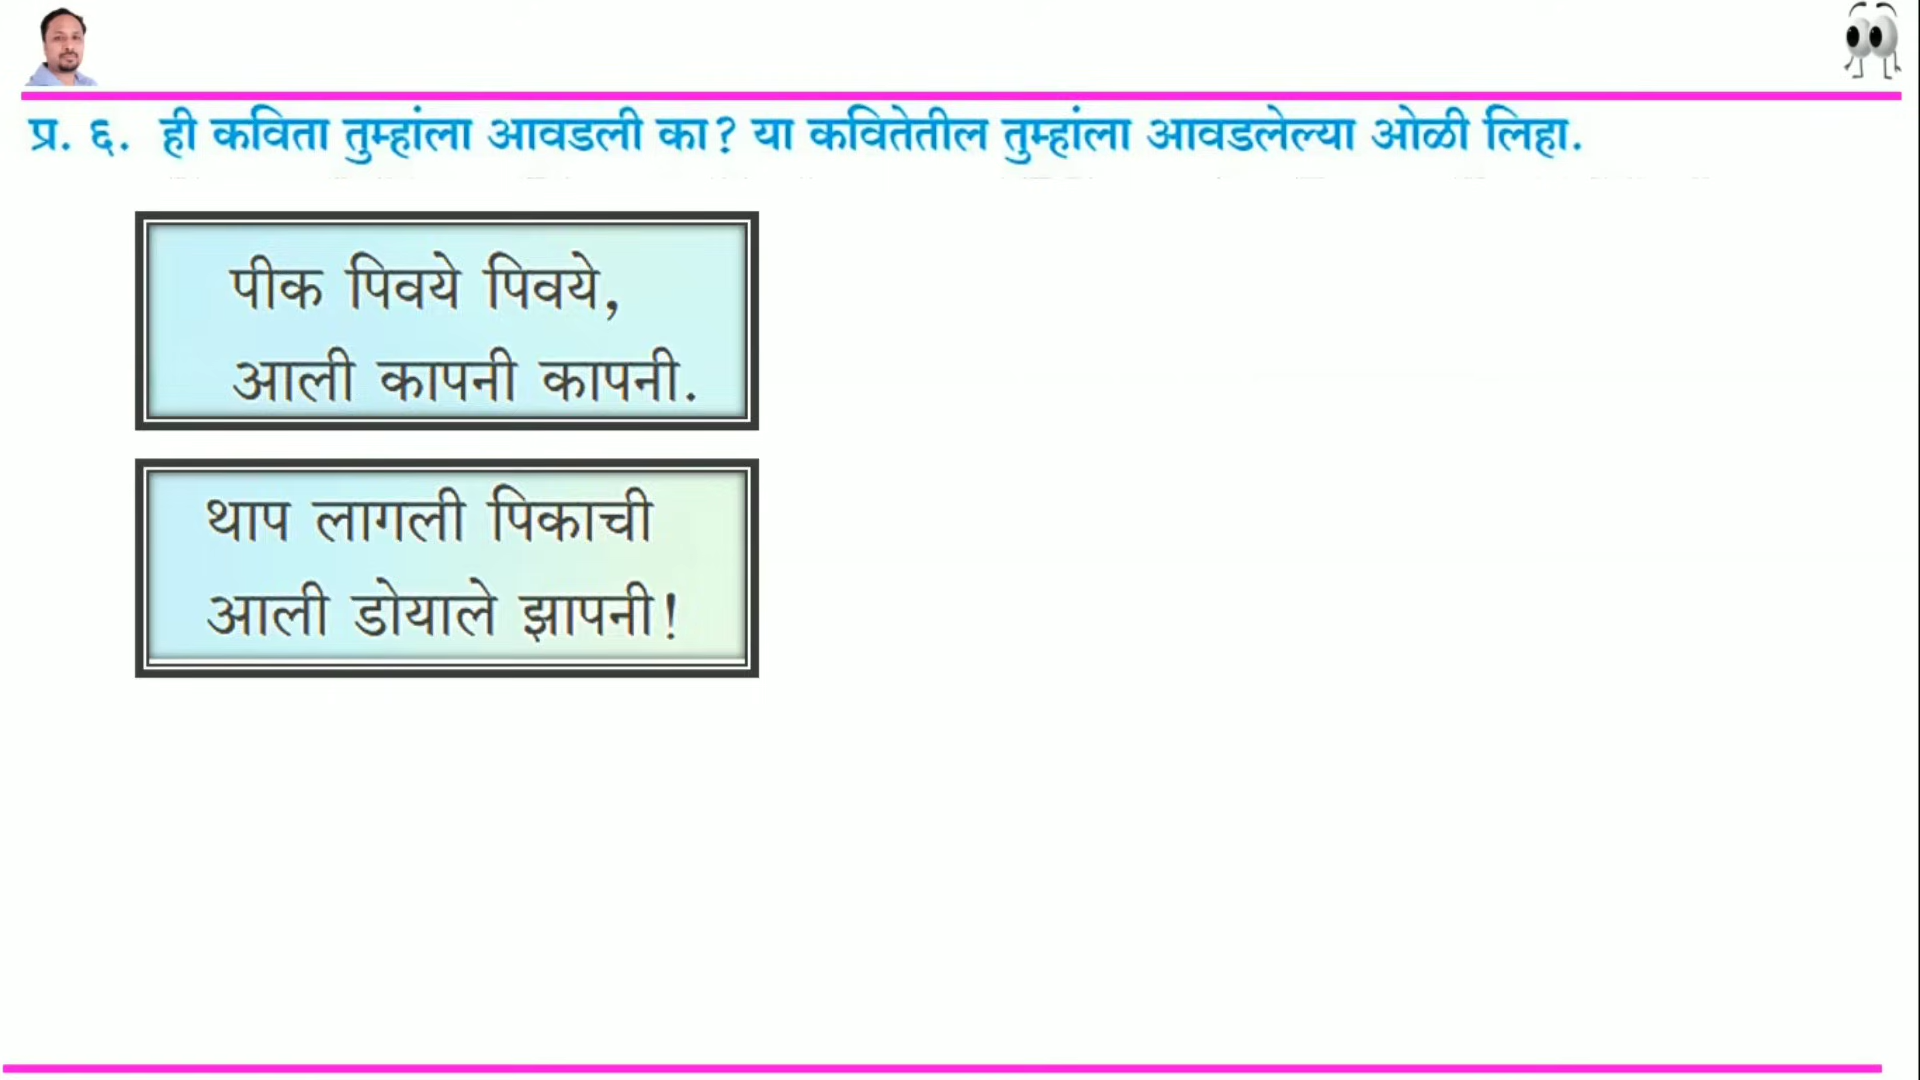 प्र. ६. ही कविता तुम्हांला आवडली का? या कवितेतील तुम्हांला आवडलेल्या ओळी लिहा.
पीक पिवये पिवये,
आली कापनी कापनी.
थाप लागली पिकाची
आली डोयाले झापनी!